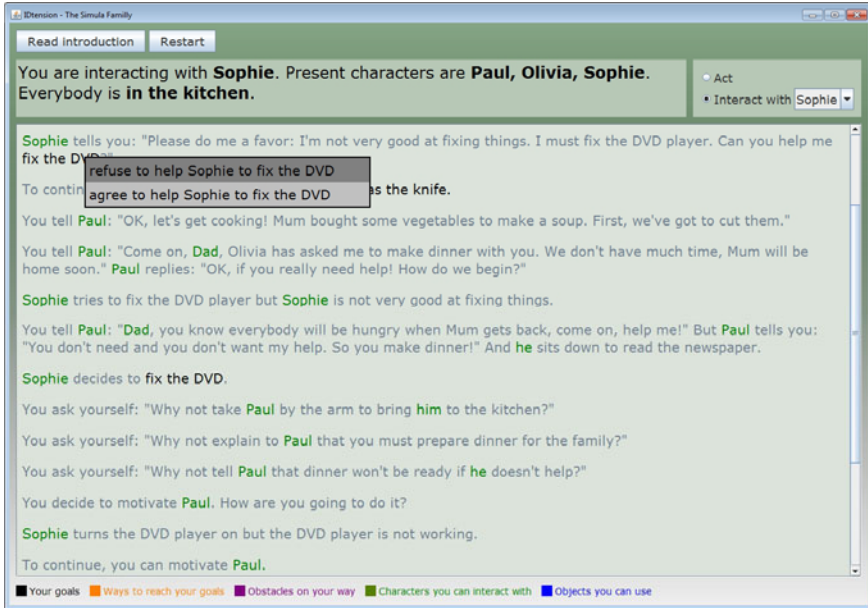 IDtension - The Simula Familly
Read introduction Restart
You are interacting with Sophie. Present characters are Paul, Olivia, Sophie.
Everybody is in the kitchen.
Act
Interact with Sophie
Sophie tells you: "Please do me a favor: I'm not very good at fixing things. I must fix the DVD player. Can you help me
fix the DVD?"
refuse to help Sophie to fix the DVD
To contin as the knife.
agree to help Sophie to fix the DVD
You tell Paul: "OK, let's get cooking! Mum bought some vegetables to make a soup. First, we've got to cut them."
You tell Paul: "Come on, Dad, Olivia has asked me to make dinner with you. We don't have much time, Mum will be
home soon." Paul replies: "OK, if you really need help! How do we begin?"
Sophie tries to fix the DVD player but Sophie is not very good at fixing things.
You tell Paul: "Dad, you know everybody will be hungry when Mum gets back, come on, help me!" But Paul tells you:
"You don't need and you don't want my help. So you make dinner!" And he sits down to read the newspaper.
Sophie decides to fix the DVD.
You ask yourself: "Why not take Paul by the arm to bring him to the kitchen?"
You ask yourself: "Why not explain to Paul that you must prepare dinner for the family?"
You ask yourself: "Why not tell Paul that dinner won't be ready if he doesn't help?"
You decide to motivate Paul. How are you going to do it?
Sophie turns the DVD player on but the DVD player is not working.
To continue, you can motivate Paul.
Your goals Ways to reach your goals Obstacles on your way Characters you can interact with Objects you can use